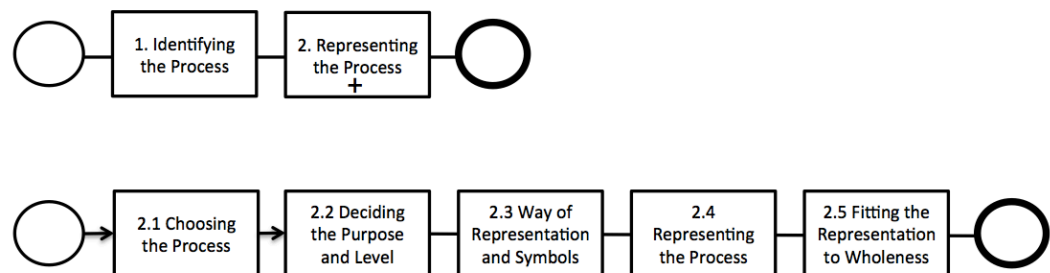 1. Identifying
the Process
2. Representing
the Process
+
2.1 Choosing
the Process
2.2 Deciding
the Purpose
and Level
2.3 Way of
Representation
and Symbols
2.4
Representing
the Process
2.5 Fitting the
Representation
to Wholeness